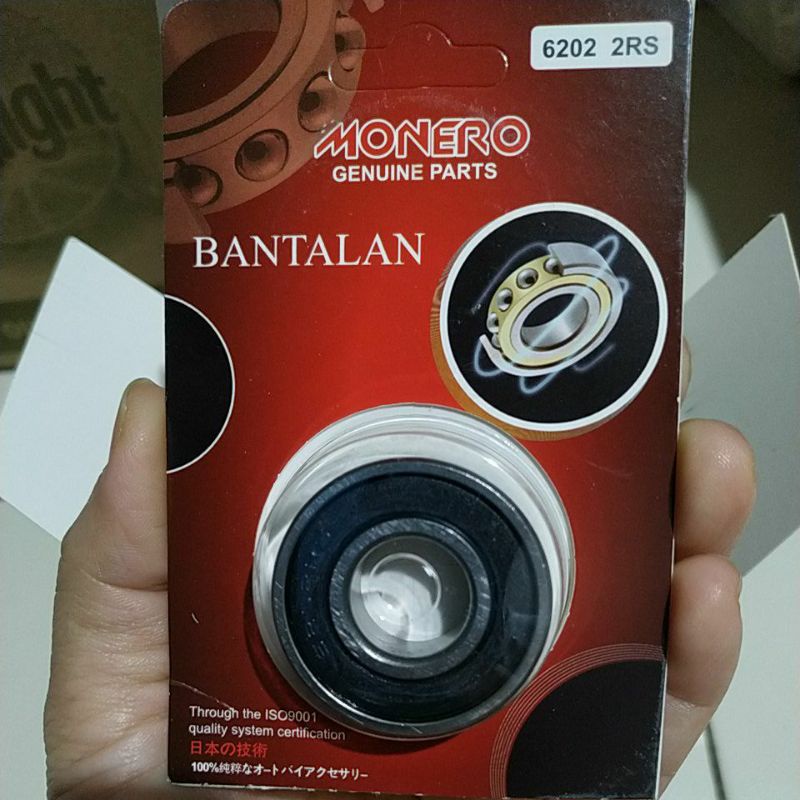 ight
6202 2RS
MONERO
GENUINE PARTS
BANTALAN
Through the ISO9001
quality system certification
日本の技術
100%純粋なオートバイアクセサリー